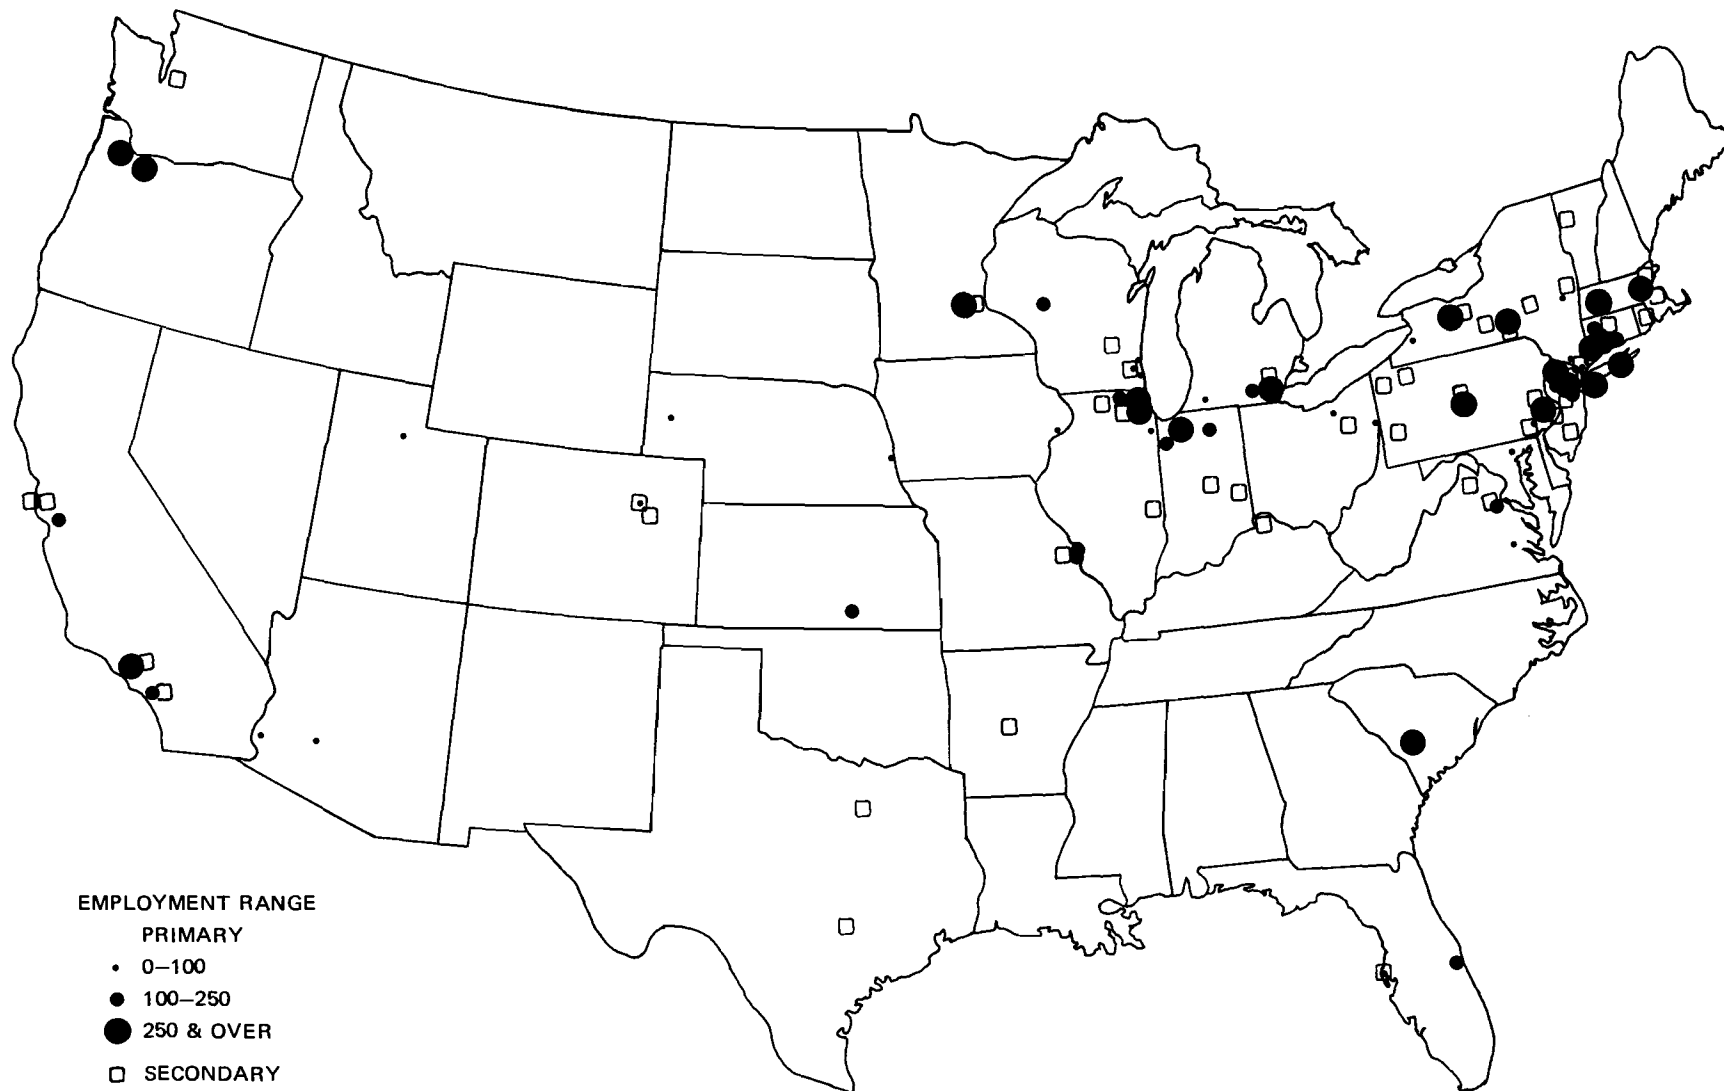 EMPLOYMENT RANGE
PRIMARY
0–100
100–250
250 & OVER
SECONDARY